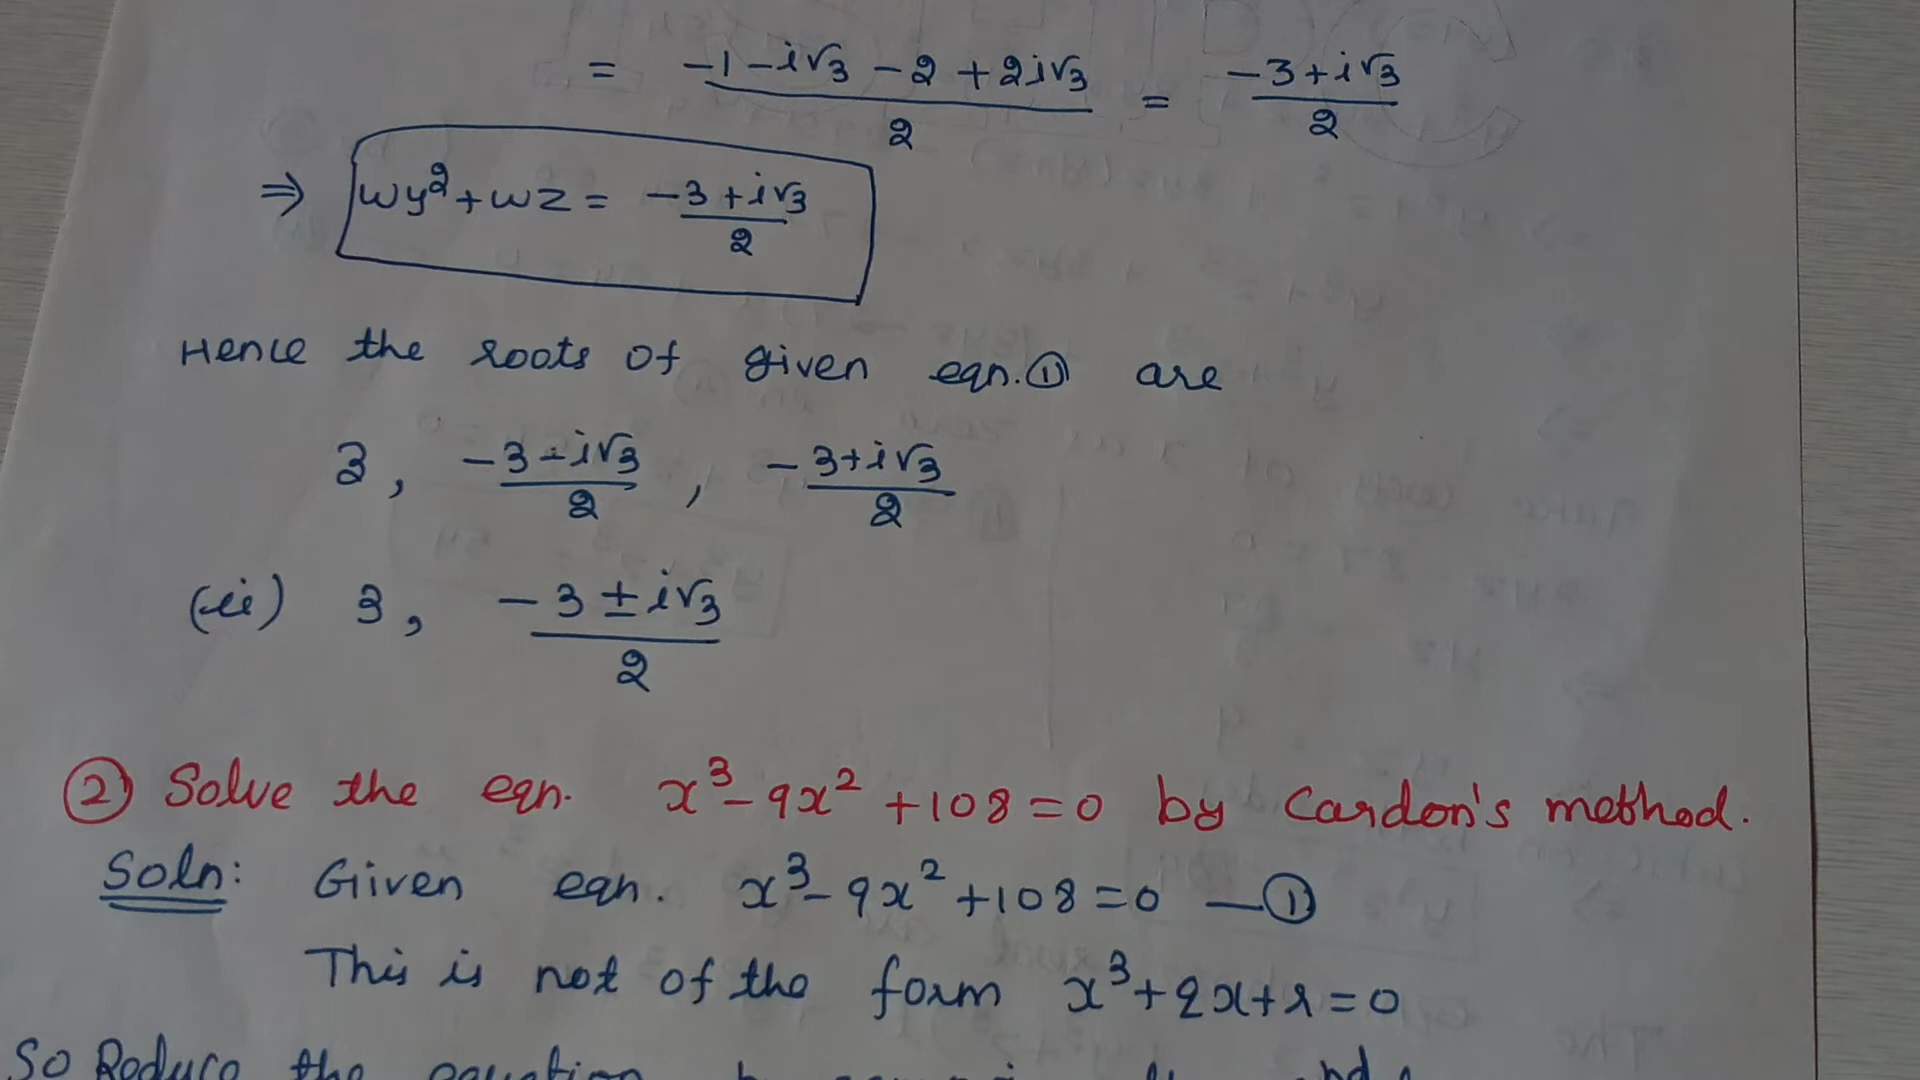 = -1-i√3 -2+2i√3 / 2 = -3+i√3 / 2
⇒ wy²+wz = -3+i√3 / 2
Hence the roots of given eqn.① are
3, -3-i√3 / 2, -3+i√3 / 2
(ii) 3, -3±i√3 / 2
② Solve the eqn. x³-9x²+108=0 by Cardon's method.
Soln: Given eqn. x³-9x²+108=0 —①
This is not of the form x³+qx+r=0
So Reduce the equation